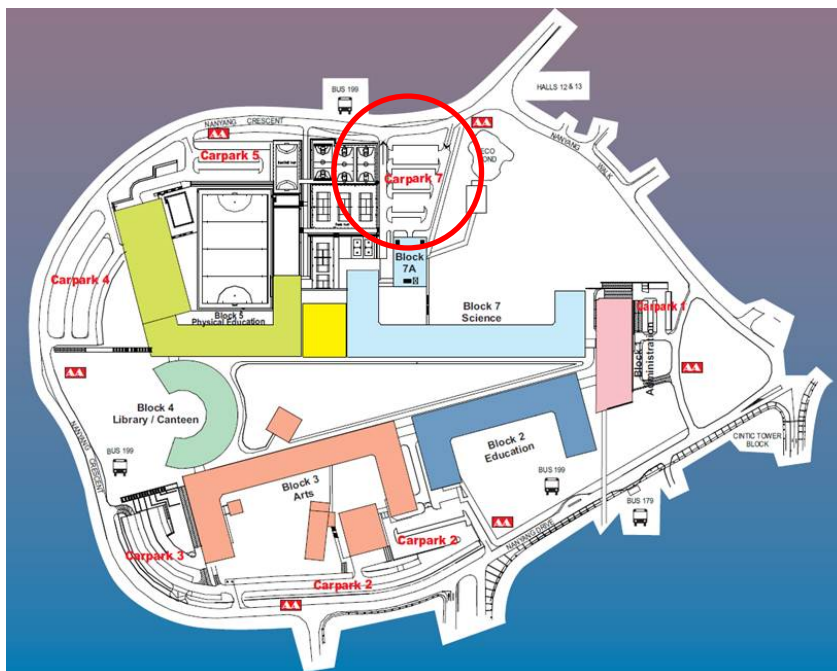 BUS 199
HALLS 12 & 13
NANYANG CRESCENT
NANYANG WALK
Carpark 5
Carpark 7
Carpark 4
Block
7A
Block 5
Physical Education
Block 7
Science
Carpark 1
Block 1
Administration
Block 4
Library / Canteen
Block 2
Education
CINTIC TOWER
BLOCK
NANYANG CRESCENT
BUS 199
Block 3
Arts
BUS 199
BUS 179
NANYANG DRIVE
Carpark 3
Carpark 2
Carpark 2